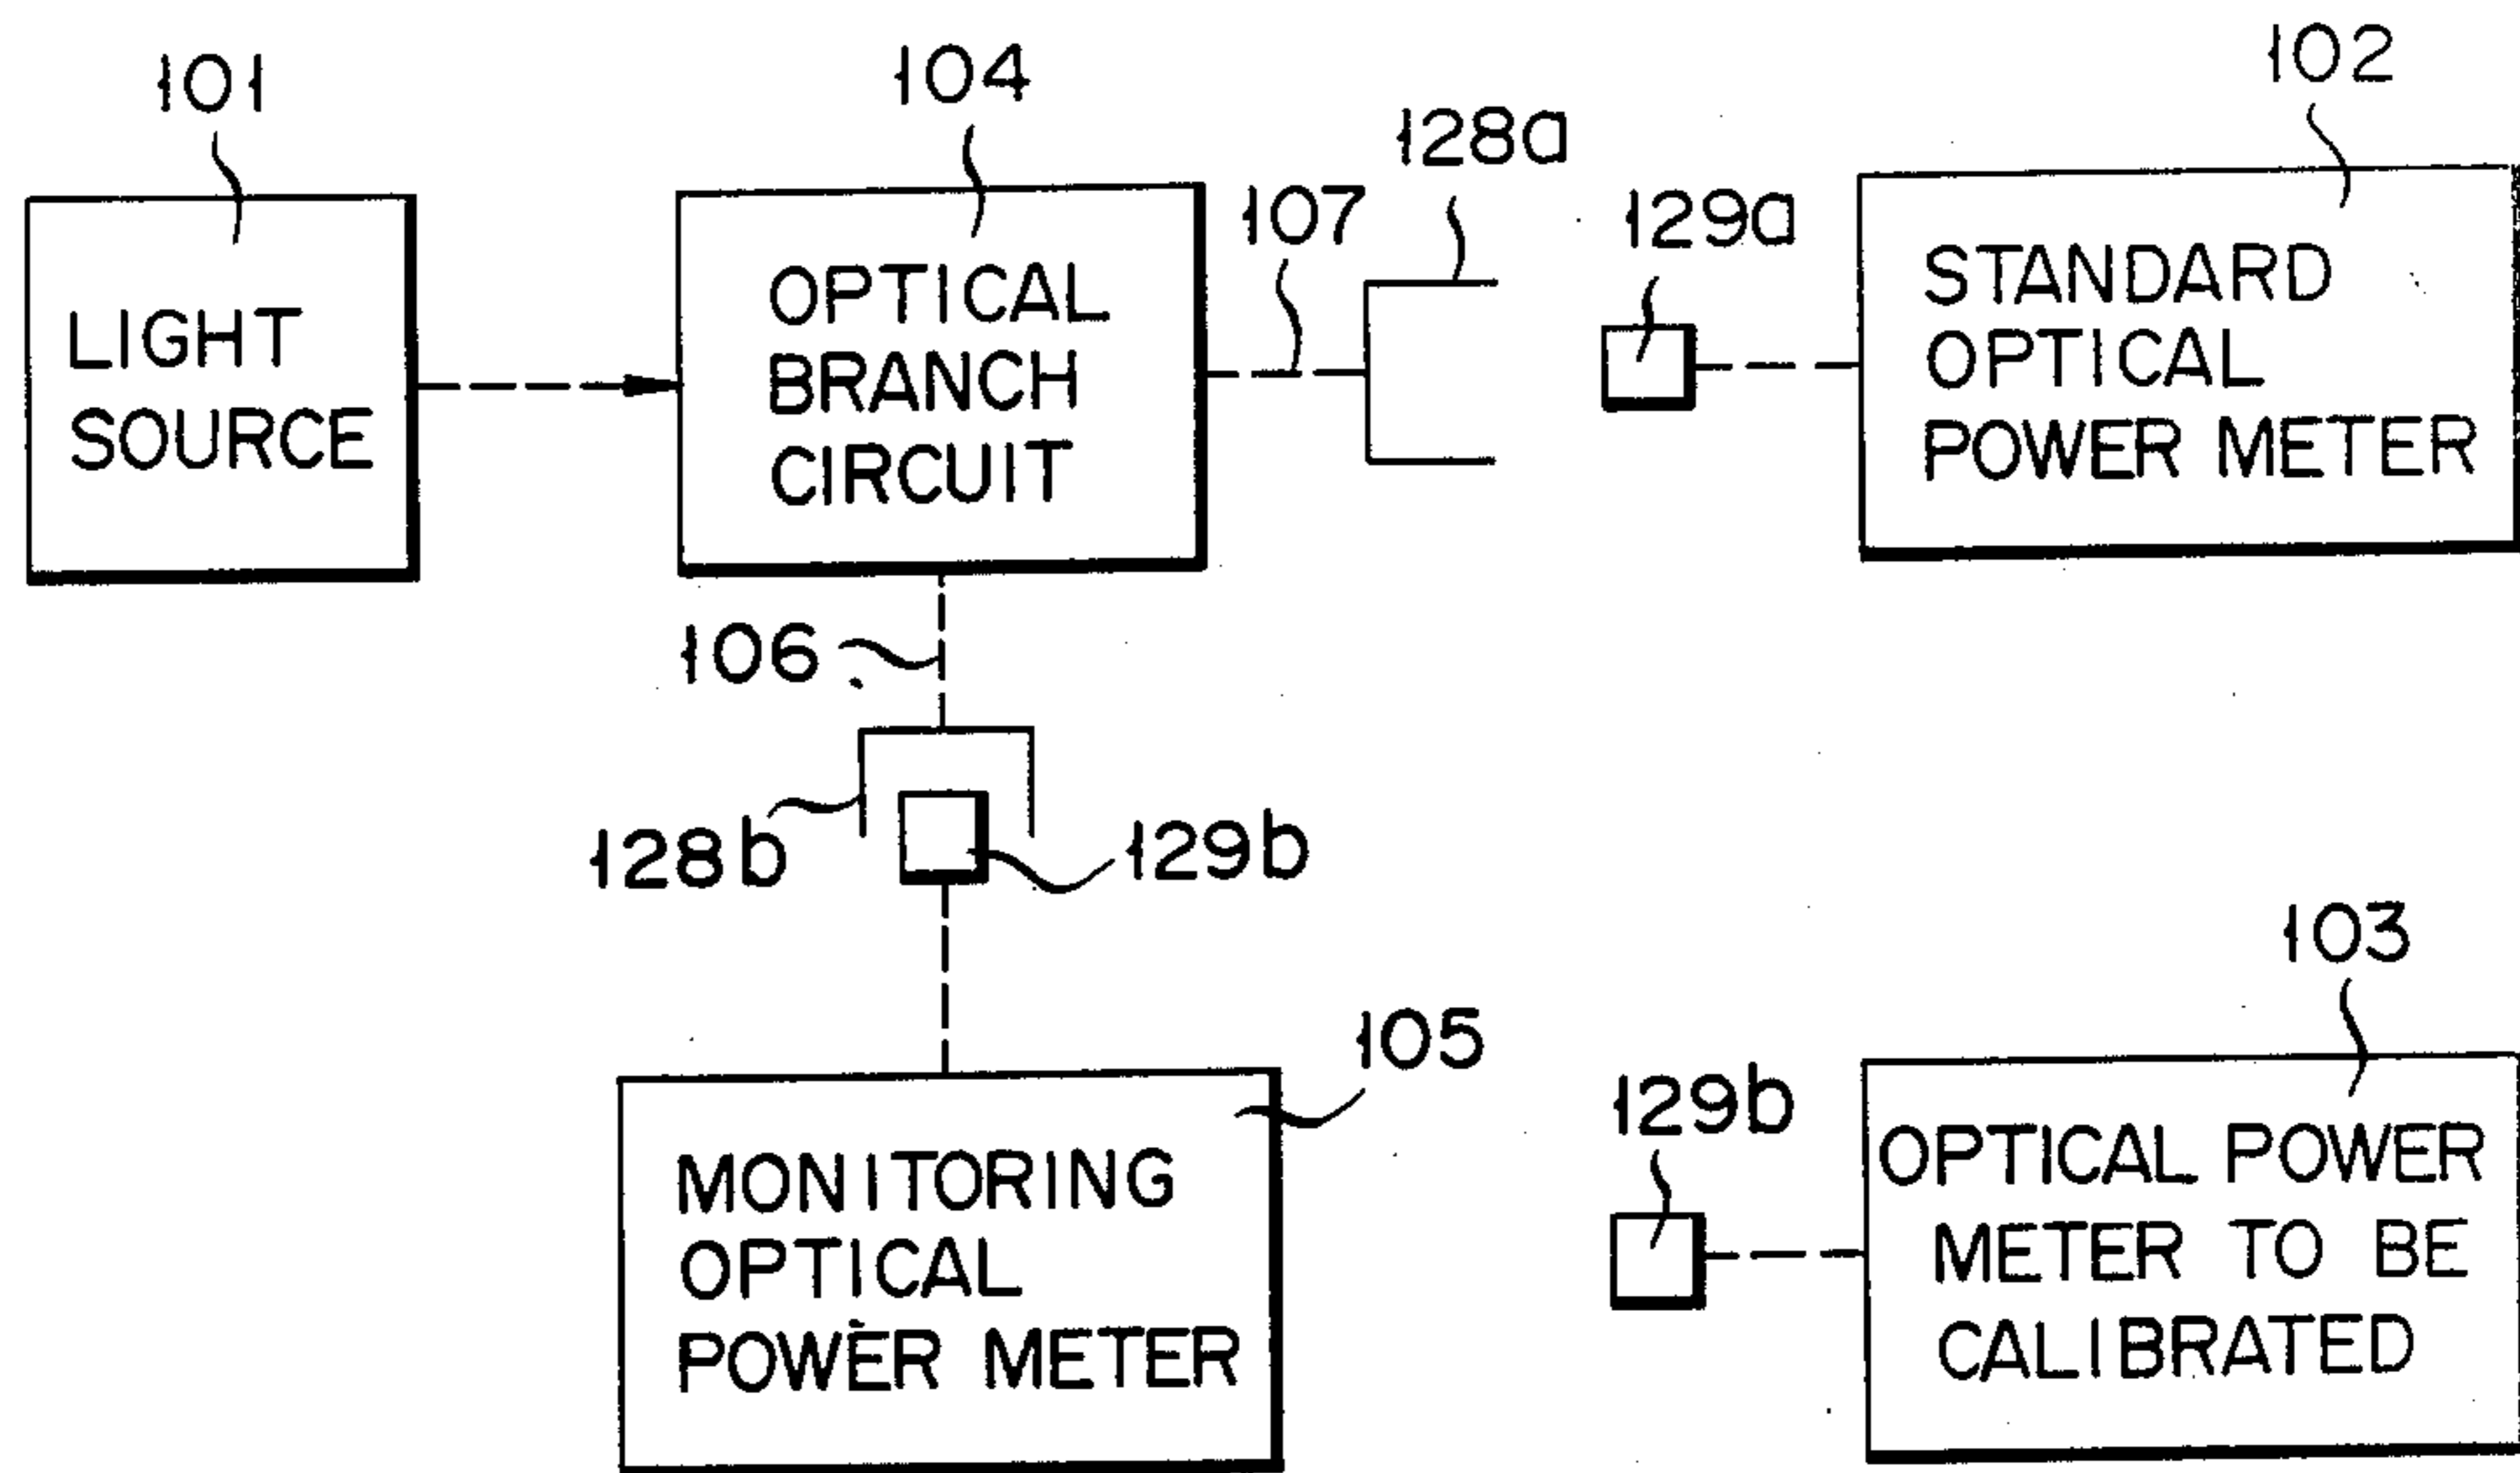 101
104
102
128a
107
129a
LIGHT
SOURCE
OPTICAL
BRANCH
CIRCUIT
STANDARD
OPTICAL
POWER METER
106
128b
129b
103
105
129b
MONITORING
OPTICAL
POWER METER
OPTICAL POWER
METER TO BE
CALIBRATED